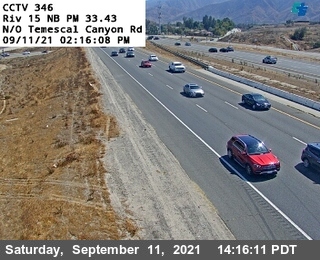 CCTV 346
Riv 15 NB PM 33.43
N/O Temescal Canyon Rd
09/11/21 02:16:08 PM
Saturday, September 11, 2021 14:16:11 PDT